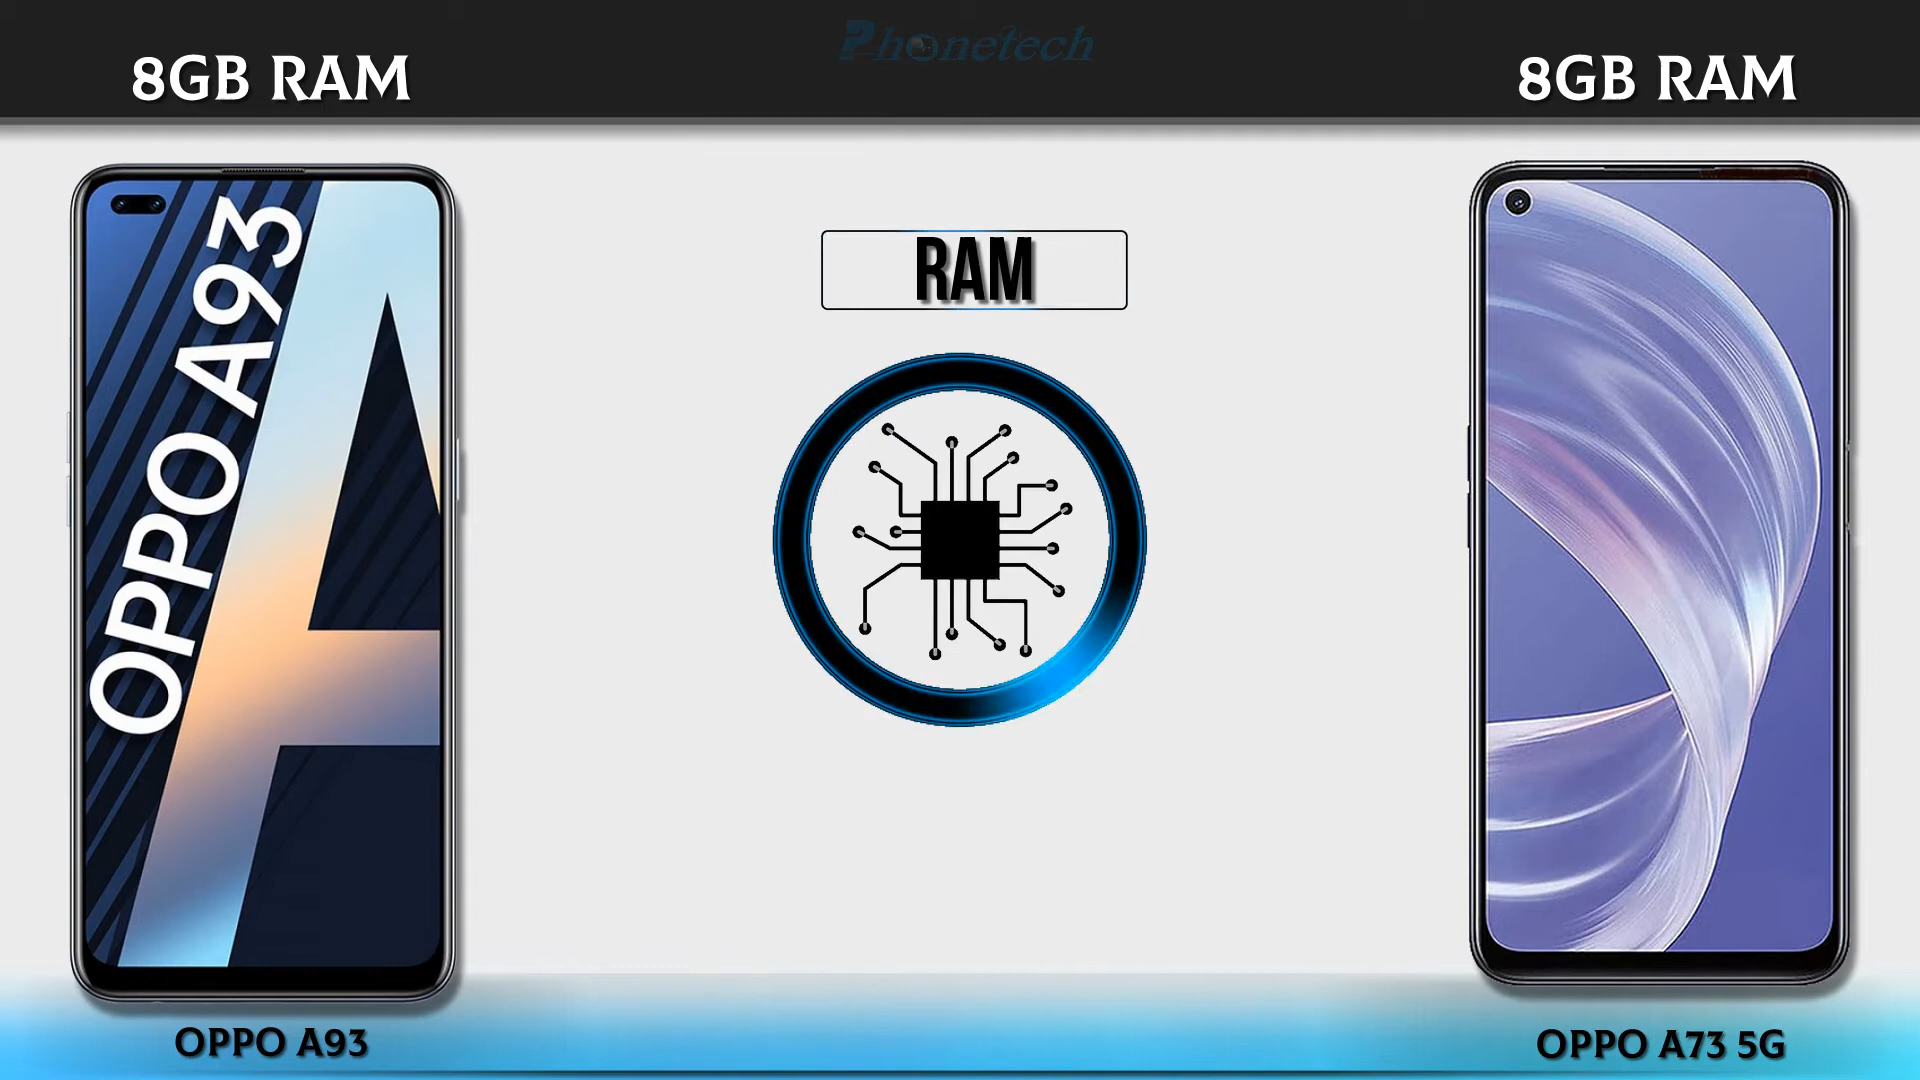 Phonetech
8GB RAM
8GB RAM
RAM
OPPO A93
OPPO A93
OPPO A73 5G